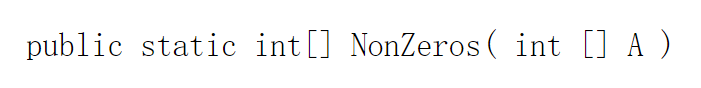 public static int[] NonZeros( int [] A )